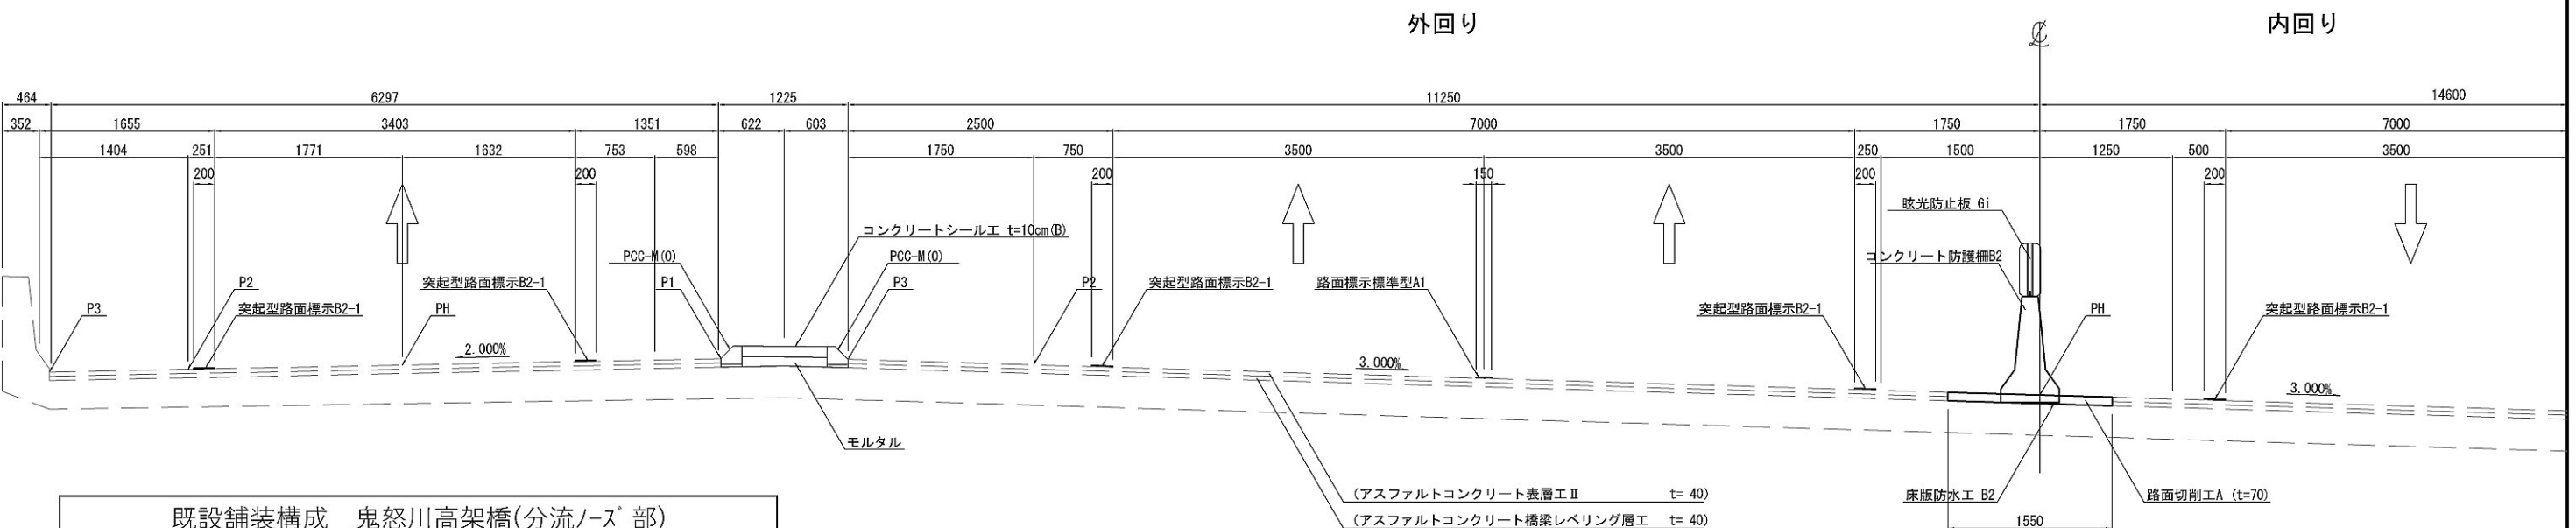 外回り
内回り
℄
464
6297
1225
11250
14600
352
1655
3403
1351
622
603
2500
7000
1750
1750
7000
1404
251
1771
1632
753
598
1750
750
3500
3500
250
1500
1250
500
3500
200
200
200
150
200
200
眩光防止板 Gi
コンクリートシール工 t=10cm(B)
PCC-M(O)
PCC-M(O)
コンクリート防護柵B2
P2
突起型路面標示B2-1
P1
P3
P2
突起型路面標示B2-1
路面標示標準型A1
P3
突起型路面標示B2-1
PH
突起型路面標示B2-1
PH
突起型路面標示B2-1
2.000%
3.000%
3.000%
モルタル
(アスファルトコンクリート表層工Ⅱ t= 40)
床版防水工 B2
路面切削工A (t=70)
既設舗装構成 鬼怒川高架橋(分流ノーズ部)
(アスファルトコンクリート橋梁レベリング層工 t= 40)
1550